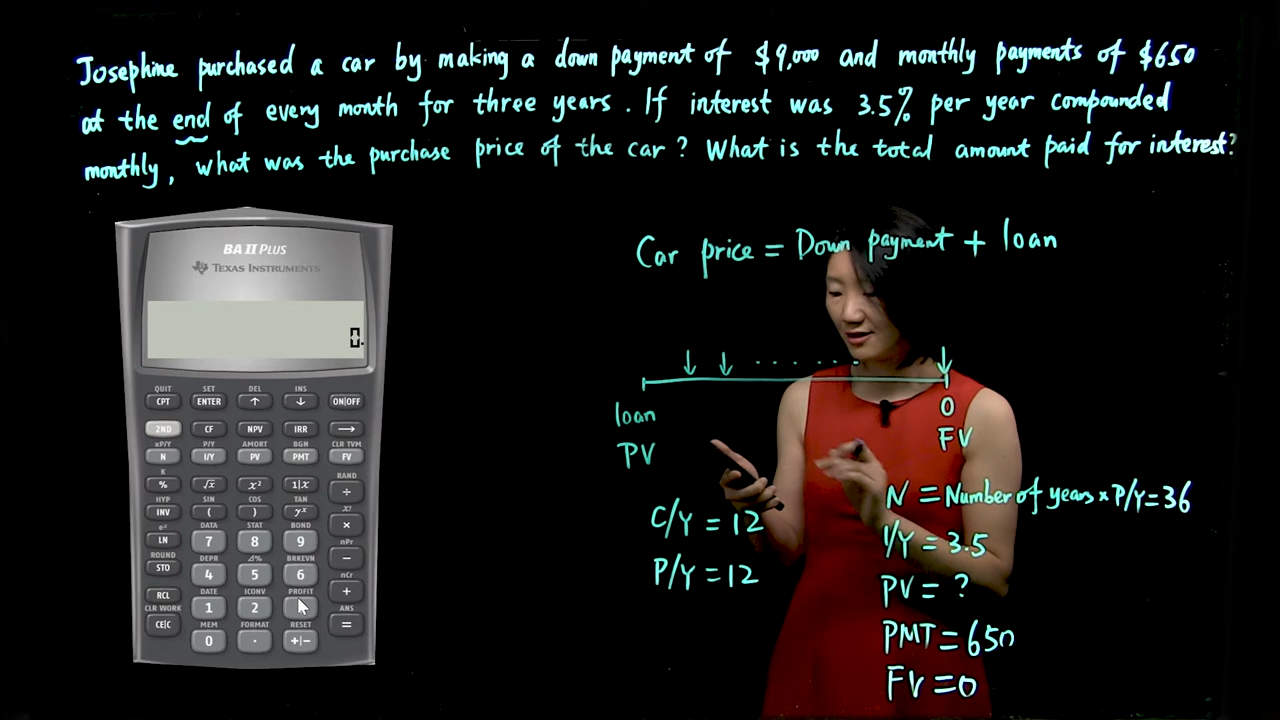 Josephine purchased a car by making a down payment of $9,000 and monthly payments of $650
at the end of every month for three years. If interest was 3.5% per year compounded
monthly, what was the purchase price of the car? What is the total amount paid for interest?
Car price = Down payment + loan
loan
PV
0
FV
C/Y = 12
P/Y = 12
N = Number of years × P/Y = 36
I/Y = 3.5
PV = ?
PMT = 650
FV = 0
BA II PLUS
TEXAS INSTRUMENTS
0.
QUIT SET DEL INS
CPT ENTER ↑ ↓ ON|OFF
2ND CF NPV IRR →
xP/Y P/Y AMORT BGN CLR TVM
N I/Y PV PMT FV
K RAND
% √x x² 1|x ÷
HYP SIN COS TAN x!
INV ( ) yˣ ×
eˣ DATA STAT BOND nPr
LN 7 8 9 −
ROUND DEPR Δ% BRKEVN nCr
STO 4 5 6 +
DATE ICONV PROFIT ANS
RCL 1 2 =
CLR WORK MEM FORMAT RESET
CE|C 0 . +|−